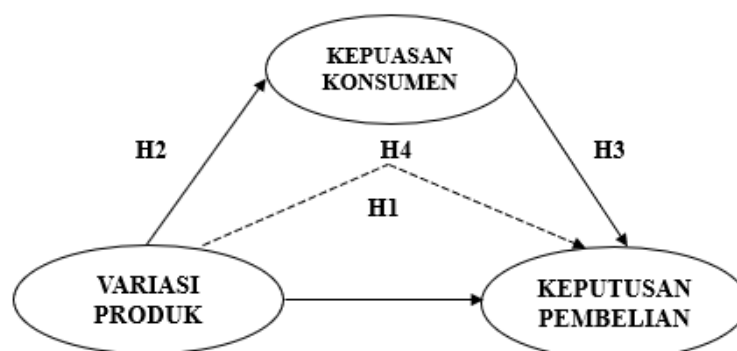 KEPUASAN
KONSUMEN
H2
H4
H3
H1
VARIASI
PRODUK
KEPUTUSAN
PEMBELIAN